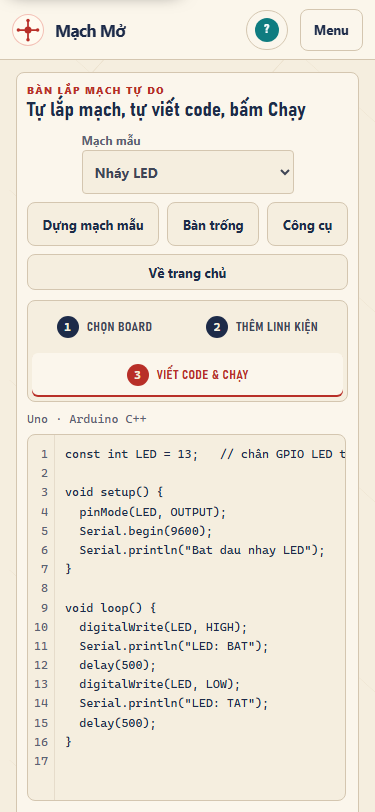 Mạch Mở
?
Menu
BÀN LẮP MẠCH TỰ DO
Tự lắp mạch, tự viết code, bấm Chạy
Mạch mẫu
Nháy LED
Dựng mạch mẫu
Bàn trống
Công cụ
Về trang chủ
1 CHỌN BOARD
2 THÊM LINH KIỆN
3 VIẾT CODE & CHẠY
Uno · Arduino C++
1 const int LED = 13;   // chân GPIO LED t
2
3 void setup() {
4   pinMode(LED, OUTPUT);
5   Serial.begin(9600);
6   Serial.println("Bat dau nhay LED");
7 }
8
9 void loop() {
10   digitalWrite(LED, HIGH);
11   Serial.println("LED: BAT");
12   delay(500);
13   digitalWrite(LED, LOW);
14   Serial.println("LED: TAT");
15   delay(500);
16 }
17